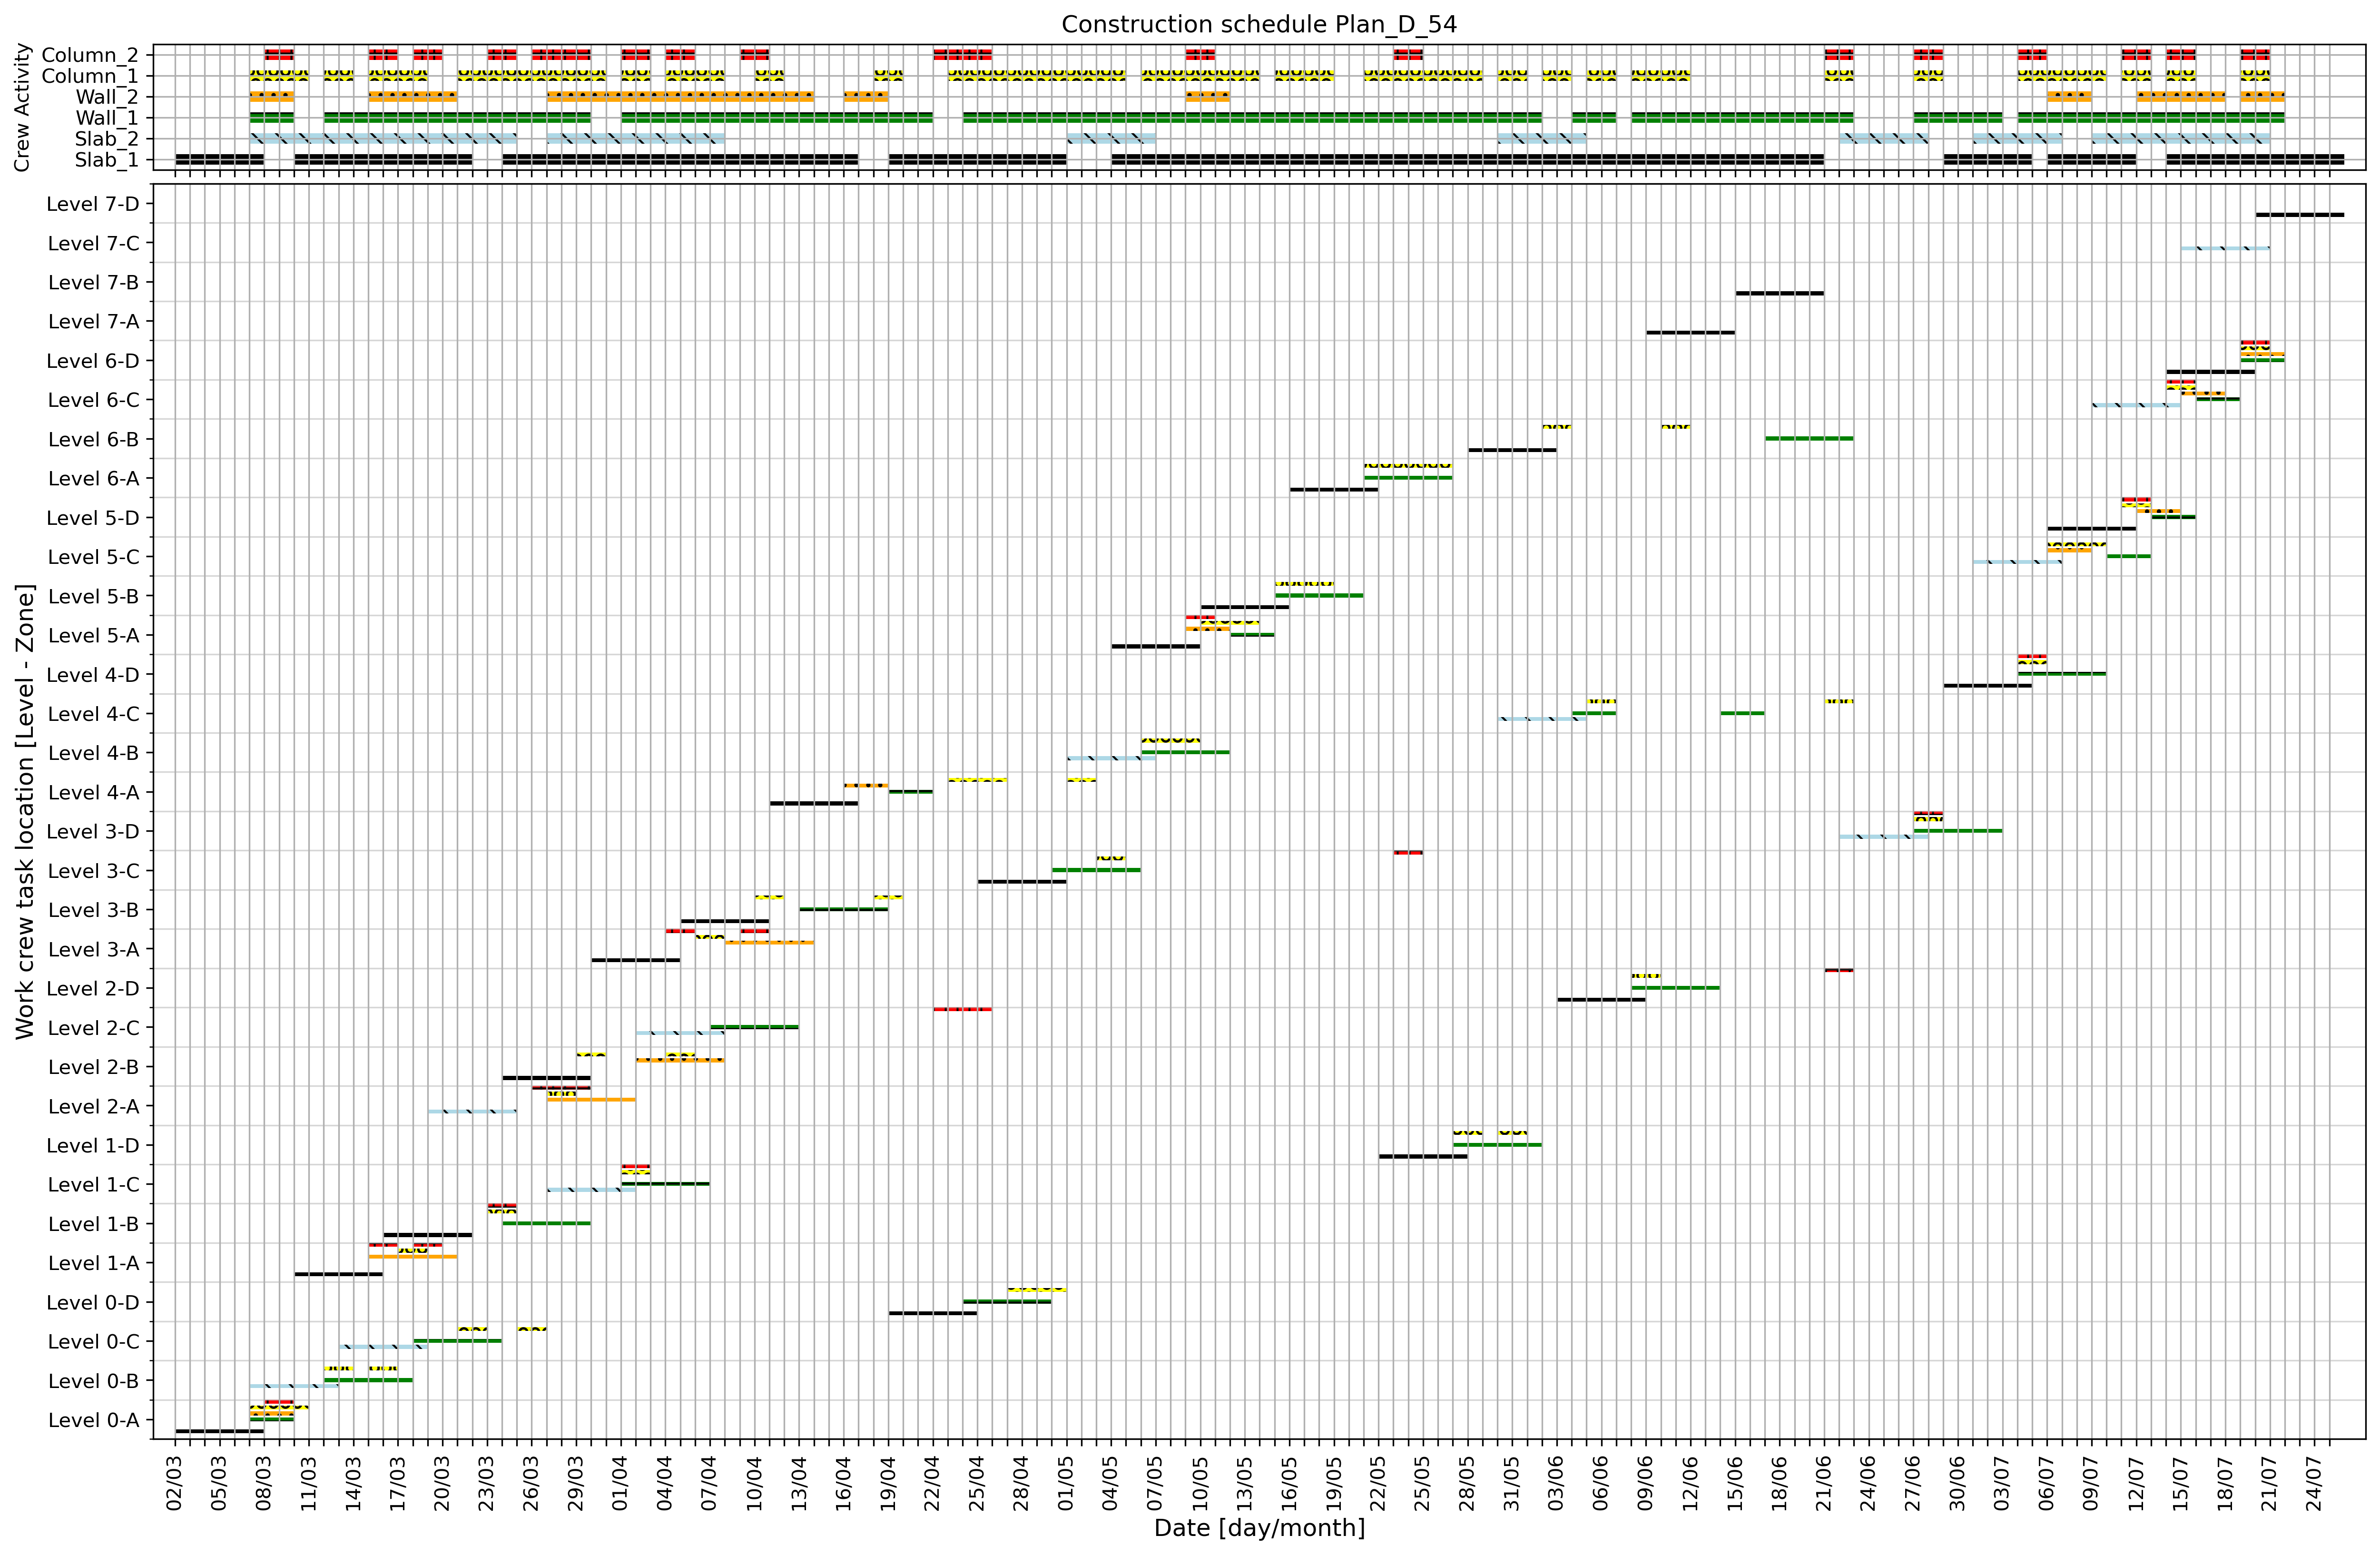 Construction schedule Plan_D_54
Crew Activity
Column_2
Column_1
Wall_2
Wall_1
Slab_2
Slab_1
Work crew task location [Level - Zone]
Level 7-D
Level 7-C
Level 7-B
Level 7-A
Level 6-D
Level 6-C
Level 6-B
Level 6-A
Level 5-D
Level 5-C
Level 5-B
Level 5-A
Level 4-D
Level 4-C
Level 4-B
Level 4-A
Level 3-D
Level 3-C
Level 3-B
Level 3-A
Level 2-D
Level 2-C
Level 2-B
Level 2-A
Level 1-D
Level 1-C
Level 1-B
Level 1-A
Level 0-D
Level 0-C
Level 0-B
Level 0-A
02/03 05/03 08/03 11/03 14/03 17/03 20/03 23/03 26/03 29/03 01/04 04/04 07/04 10/04 13/04 16/04 19/04 22/04 25/04 28/04 01/05 04/05 07/05 10/05 13/05 16/05 19/05 22/05 25/05 28/05 31/05 03/06 06/06 09/06 12/06 15/06 18/06 21/06 24/06 27/06 30/06 03/07 06/07 09/07 12/07 15/07 18/07 21/07 24/07
Date [day/month]